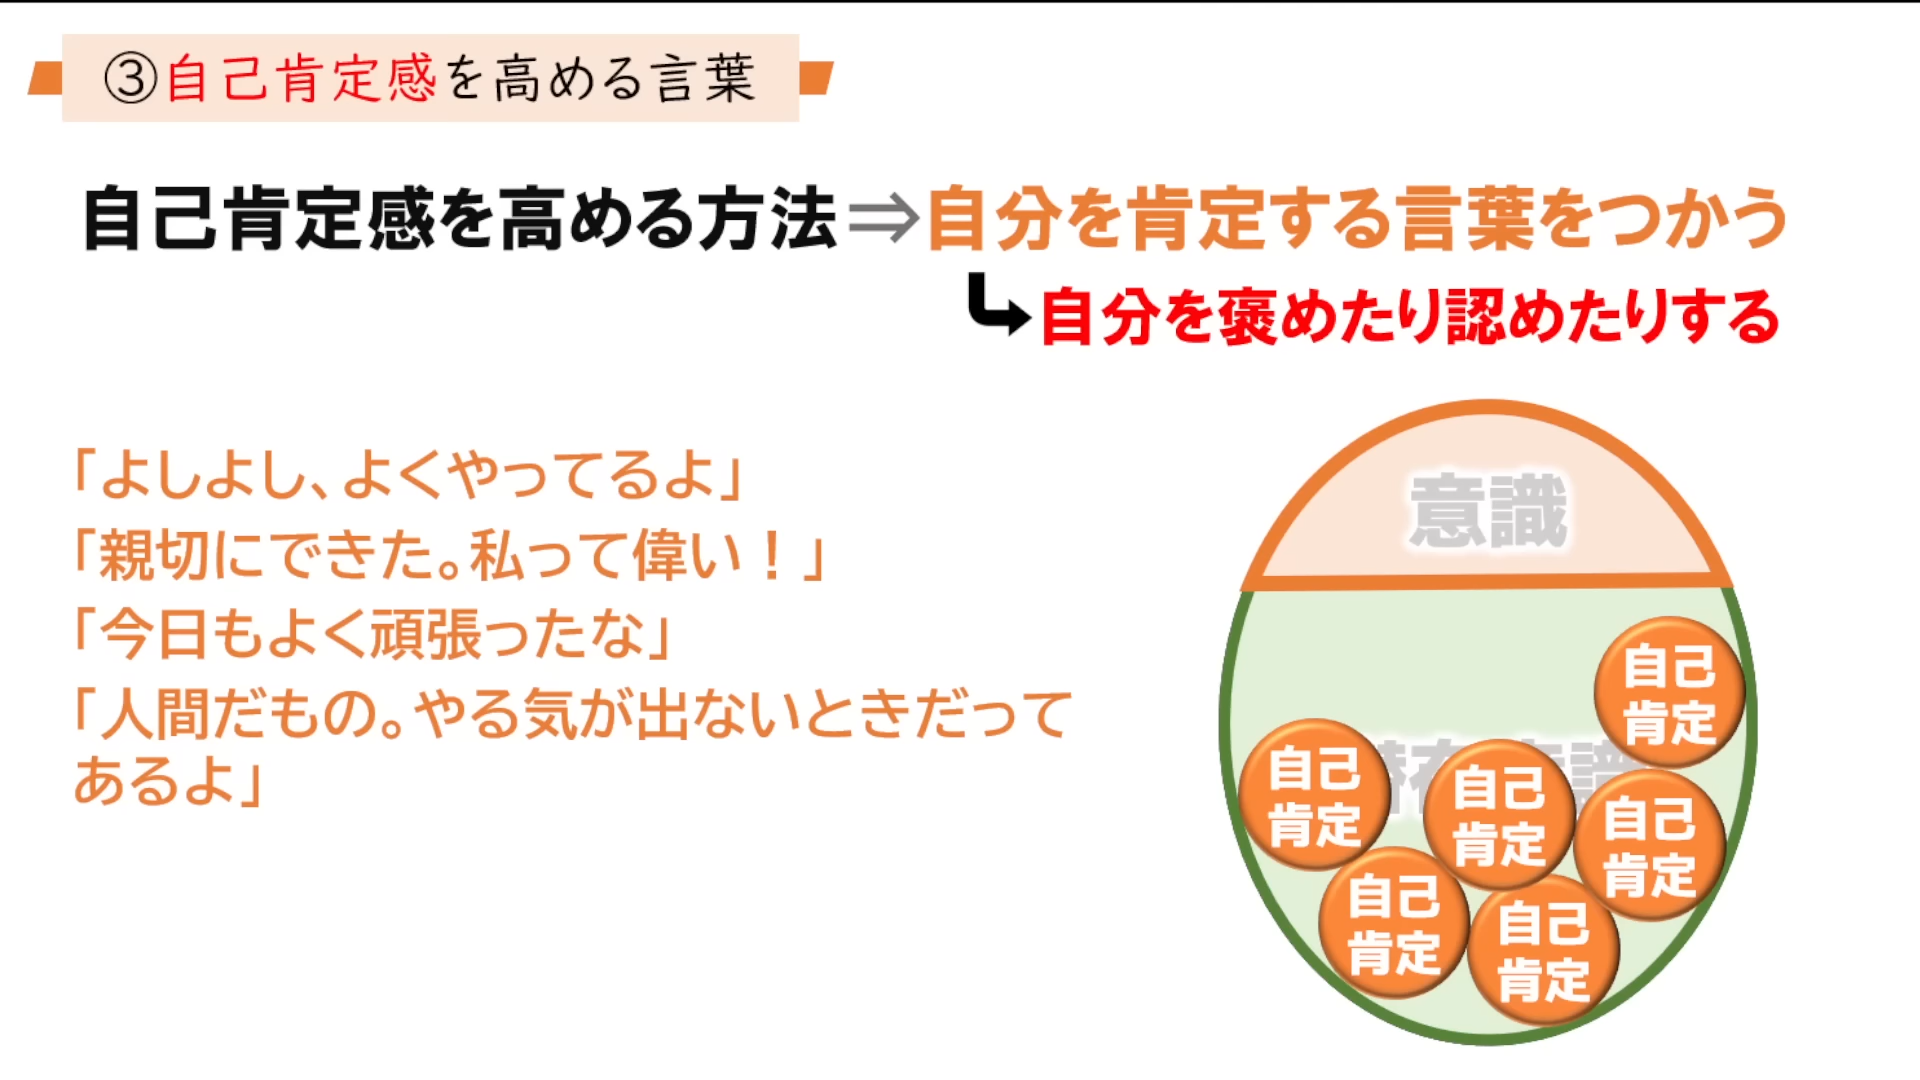 ③自己肯定感を高める言葉
自己肯定感を高める方法⇒自分を肯定する言葉をつかう
自分を褒めたり認めたりする
「よしよし、よくやってるよ」
「親切にできた。私って偉い！」
「今日もよく頑張ったな」
「人間だもの。やる気が出ないときだって
あるよ」
意識
自己
肯定
自己
肯定
自己
肯定
自己
肯定
自己
肯定
自己
肯定